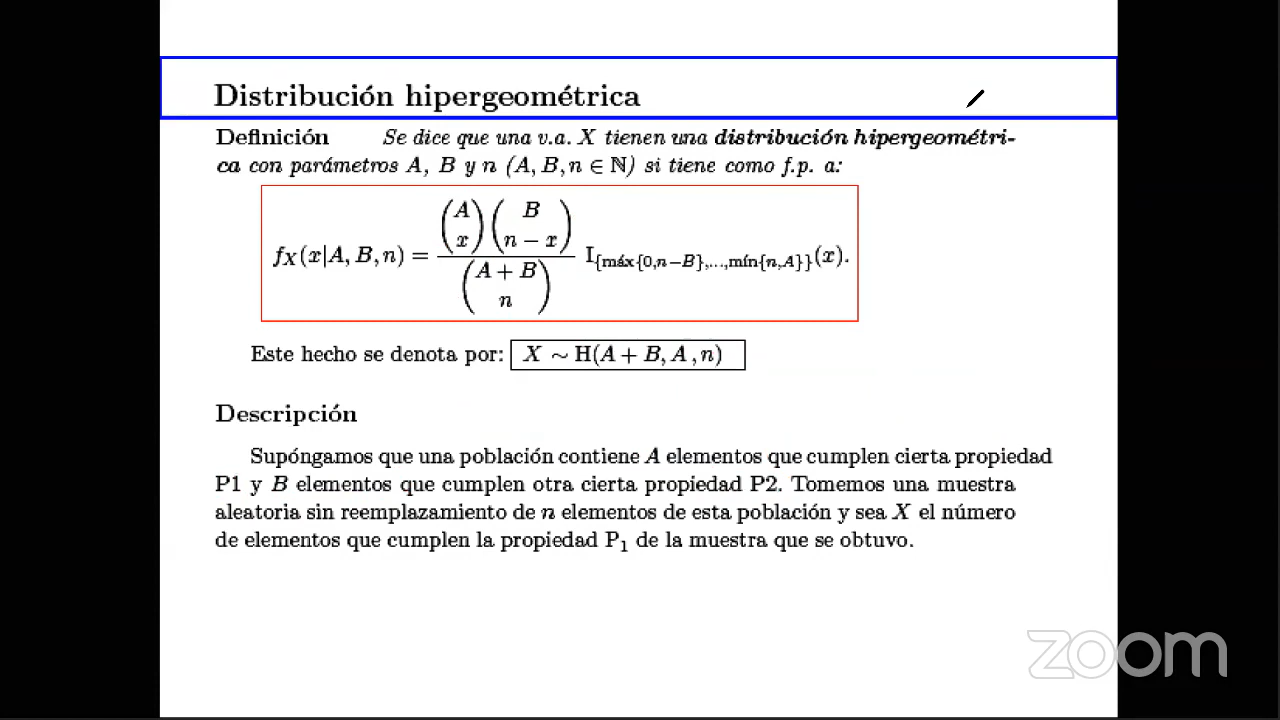 Distribución hipergeométrica
Definición Se dice que una v.a. X tienen una distribución hipergeométri-
ca con parámetros A, B y n (A, B, n ∈ ℕ) si tiene como f.p. a:
f_X(x|A, B, n) = \frac{\binom{A}{x}\binom{B}{n-x}}{\binom{A+B}{n}} I_{\{máx\{0,n-B\},...,mín\{n,A\}\}}(x).
Este hecho se denota por: X ∼ H(A + B, A , n)
Descripción
Supóngamos que una población contiene A elementos que cumplen cierta propiedad
P1 y B elementos que cumplen otra cierta propiedad P2. Tomemos una muestra
aleatoria sin reemplazamiento de n elementos de esta población y sea X el número
de elementos que cumplen la propiedad P₁ de la muestra que se obtuvo.
zoom